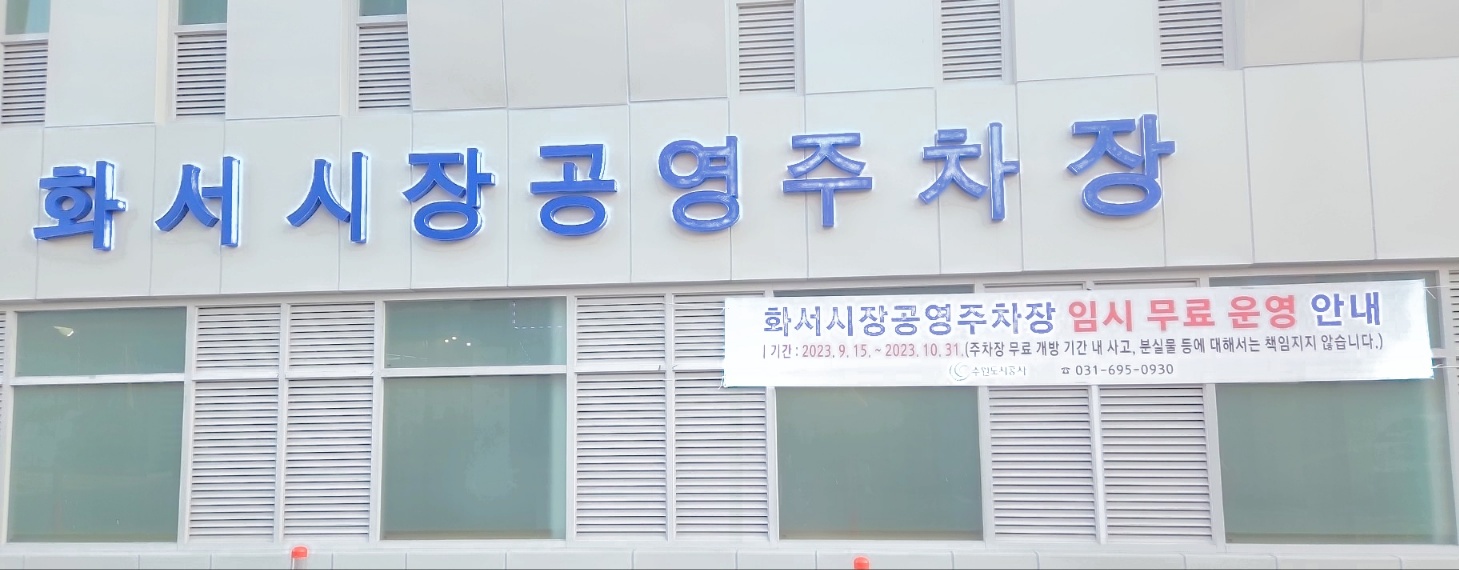 화서시장공영주차장
화서시장공영주차장 임시 무료 운영 안내
| 기간 : 2023. 9. 15. ~ 2023. 10. 31.(주차장 무료 개방 기간 내 사고, 분실물 등에 대해서는 책임지지 않습니다.)
수원도시공사 ☎ 031-695-0930